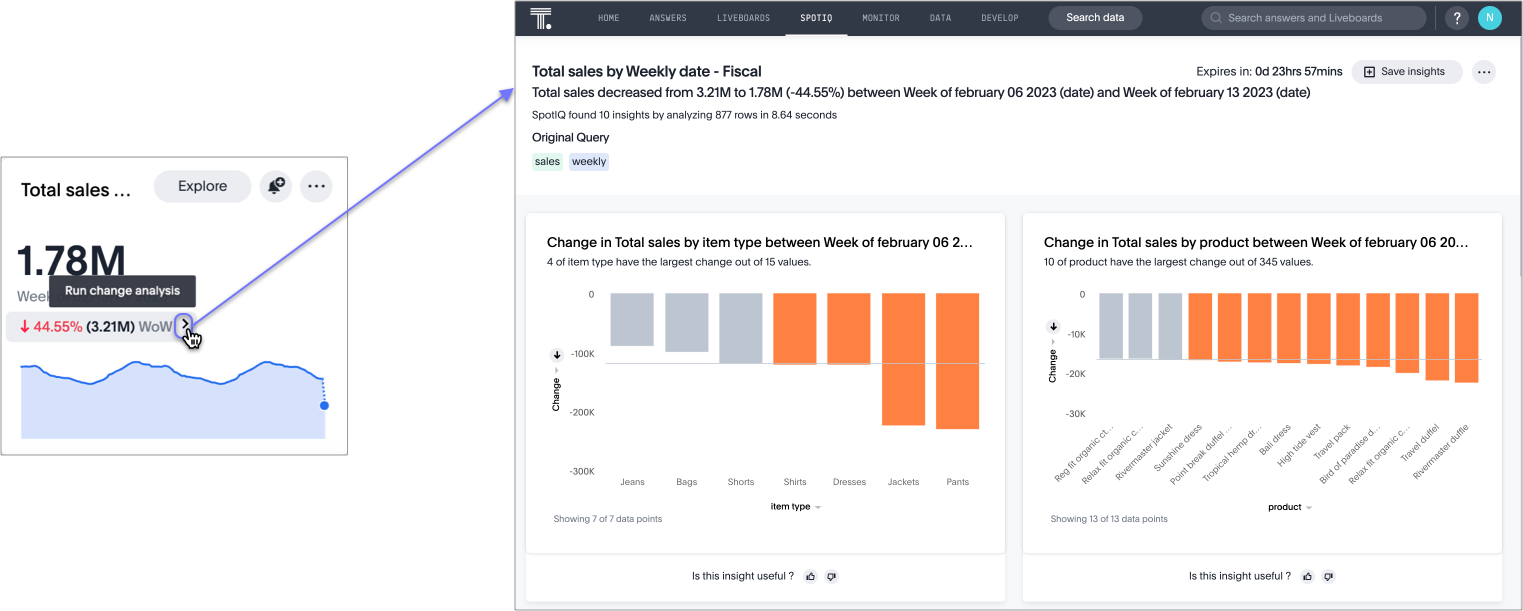 Total sales ...
Explore
1.78M
Week
Run change analysis
44.55% (3.21M) WoW
T.
HOME ANSWERS LIVEBOARDS SPOTIQ MONITOR DATA DEVELOP Search data Search answers and Liveboards ? N
Total sales by Weekly date - Fiscal
Expires in: 0d 23hrs 57mins Save insights
Total sales decreased from 3.21M to 1.78M (-44.55%) between Week of february 06 2023 (date) and Week of february 13 2023 (date)
SpotIQ found 10 insights by analyzing 877 rows in 8.64 seconds
Original Query
sales weekly
Change in Total sales by item type between Week of february 06 2...
4 of item type have the largest change out of 15 values.
0
-100K
-200K
-300K
Change
Jeans Bags Shorts Shirts Dresses Jackets Pants
item type
Showing 7 of 7 data points
Is this insight useful ?
Change in Total sales by product between Week of february 06 20...
10 of product have the largest change out of 345 values.
0
-10K
-20K
-30K
Change
Reg fit organic ct...
Relax fit organic c...
Rivermaster jacket
Sunshine dress
Point break duffel ...
Tropical hemp dr...
Bali dress
High tide vest
Travel pack
Bird of paradise d...
Relax fit organic c...
Travel duffel
Rivermaster duffle
product
Showing 13 of 13 data points
Is this insight useful ?